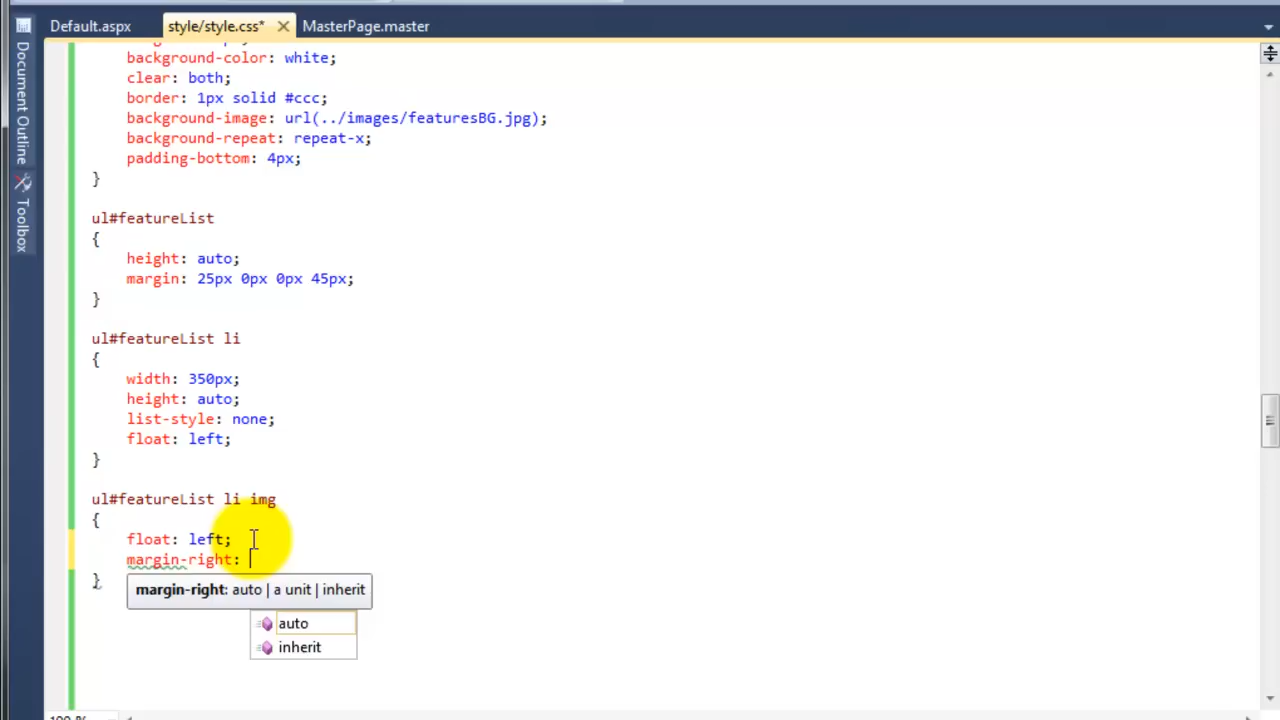 Default.aspx style/style.css* MasterPage.master
Document Outline
Toolbox
background-color: white;
clear: both;
border: 1px solid #ccc;
background-image: url(../images/featuresBG.jpg);
background-repeat: repeat-x;
padding-bottom: 4px;
}
ul#featureList
{
height: auto;
margin: 25px 0px 0px 45px;
}
ul#featureList li
{
width: 350px;
height: auto;
list-style: none;
float: left;
}
ul#featureList li img
{
float: left;
margin-right:
}
margin-right: auto | a unit | inherit
auto
inherit